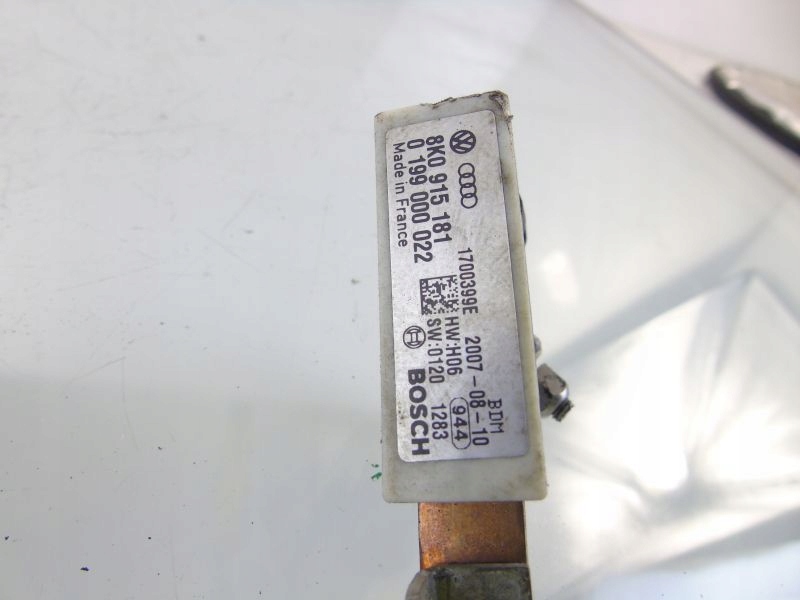 8K0 915 181
0 199 000 022
Made in France
1700399E 2007-08-10
HW:H06
SW:0120
BDM
944
1283
BOSCH